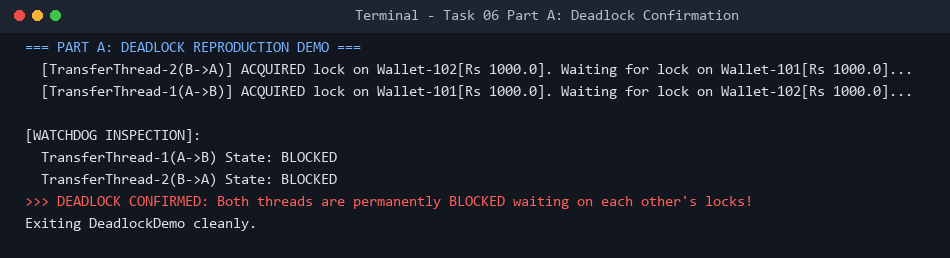 Terminal - Task 06 Part A: Deadlock Confirmation
=== PART A: DEADLOCK REPRODUCTION DEMO ===
[TransferThread-2(B->A)] ACQUIRED lock on Wallet-102[Rs 1000.0]. Waiting for lock on Wallet-101[Rs 1000.0]...
[TransferThread-1(A->B)] ACQUIRED lock on Wallet-101[Rs 1000.0]. Waiting for lock on Wallet-102[Rs 1000.0]...
[WATCHDOG INSPECTION]:
TransferThread-1(A->B) State: BLOCKED
TransferThread-2(B->A) State: BLOCKED
>>> DEADLOCK CONFIRMED: Both threads are permanently BLOCKED waiting on each other's locks!
Exiting DeadlockDemo cleanly.